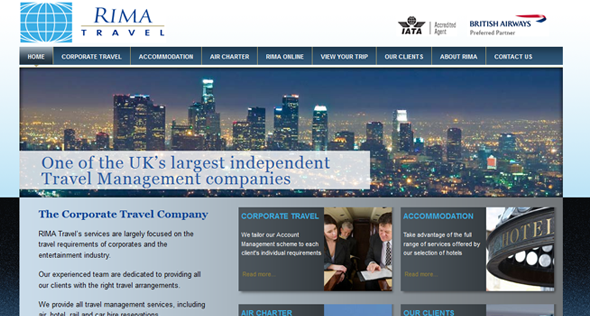 RIMA
TRAVEL
IATA
Accredited
Agent
BRITISH AIRWAYS
Preferred Partner
HOME
CORPORATE TRAVEL
ACCOMMODATION
AIR CHARTER
RIMA ONLINE
VIEW YOUR TRIP
OUR CLIENTS
ABOUT RIMA
CONTACT US
One of the UK's largest independent
Travel Management companies
The Corporate Travel Company
RIMA Travel's services are largely focused on the
travel requirements of corporates and the
entertainment industry.
Our experienced team are dedicated to providing all
our clients with the right travel arrangements.
We provide all travel management services, including
air, hotel, rail and car hire reservations.
CORPORATE TRAVEL
We tailor our Account
Management scheme to each
client's individual requirements
Read more...
ACCOMMODATION
Take advantage of the full
range of services offered by
our selection of hotels
Read more...
HOTEL
AIR CHARTER
OUR CLIENTS